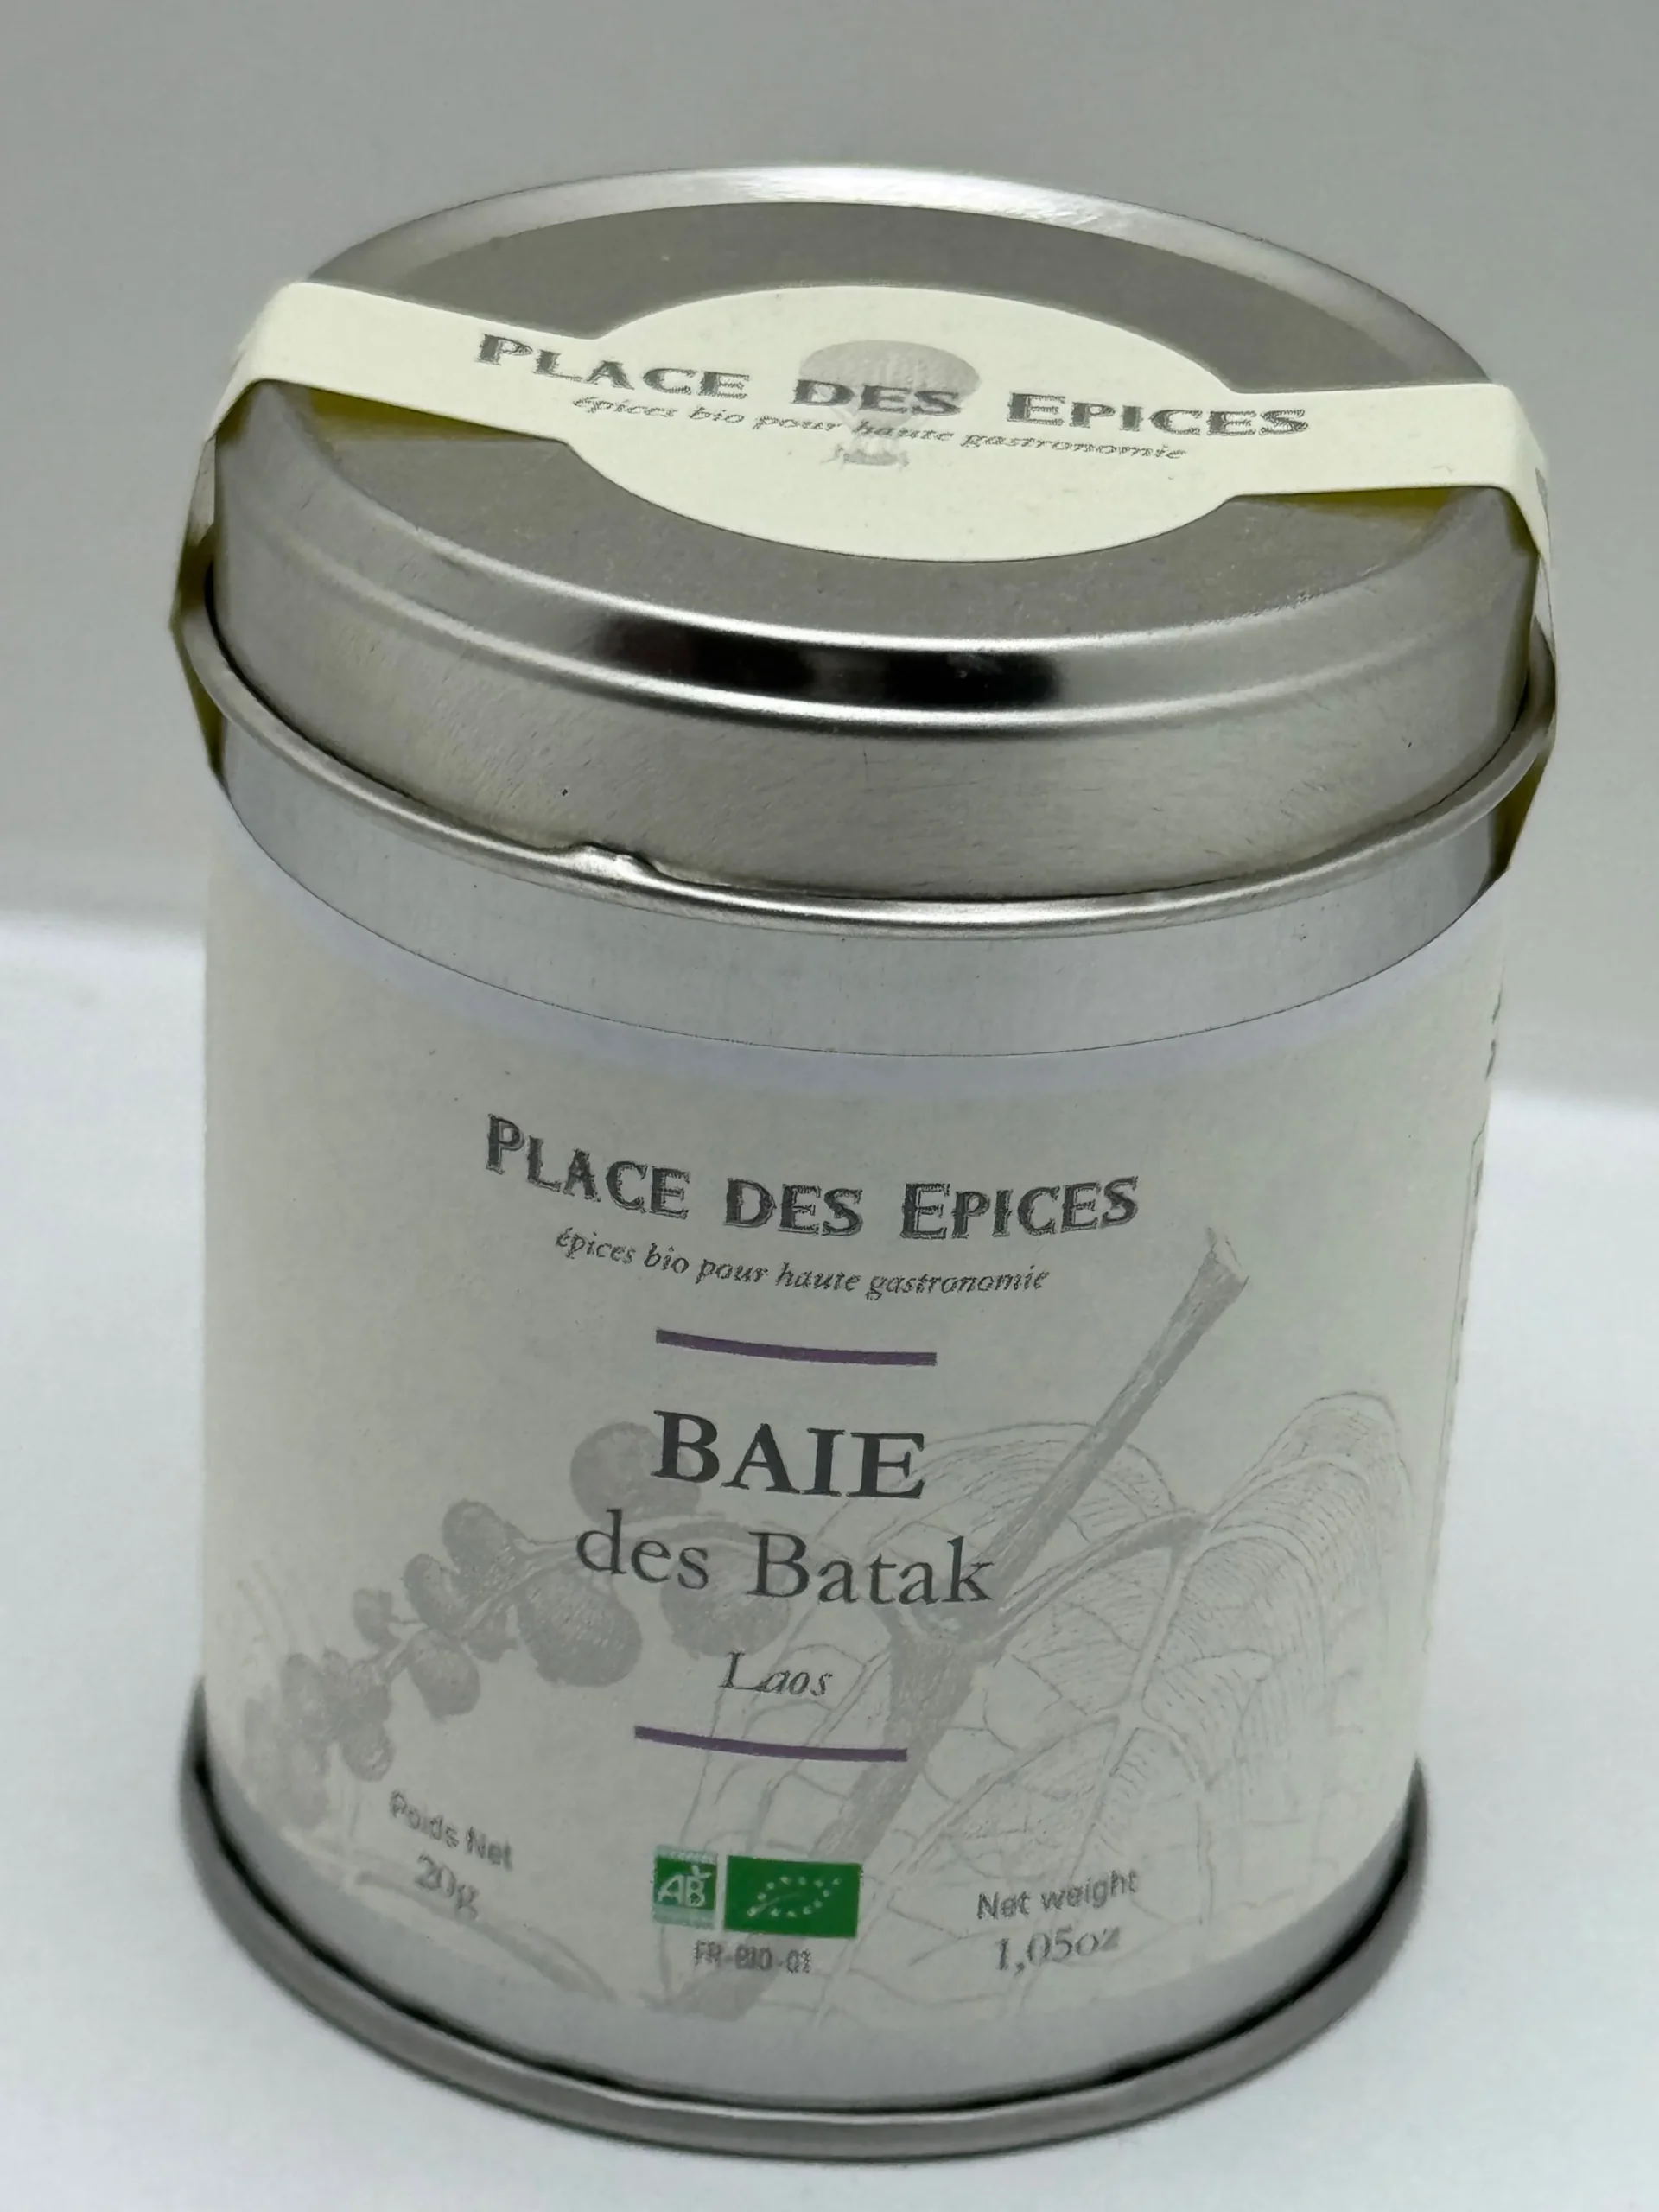 PLACE DES EPICES
épices bio pour haute gastronomie
PLACE DES EPICES
épices bio pour haute gastronomie
BAIE
des Batak
Laos
Poids Net
20g
AB
FR-BIO-01
Net weight
1,05oz